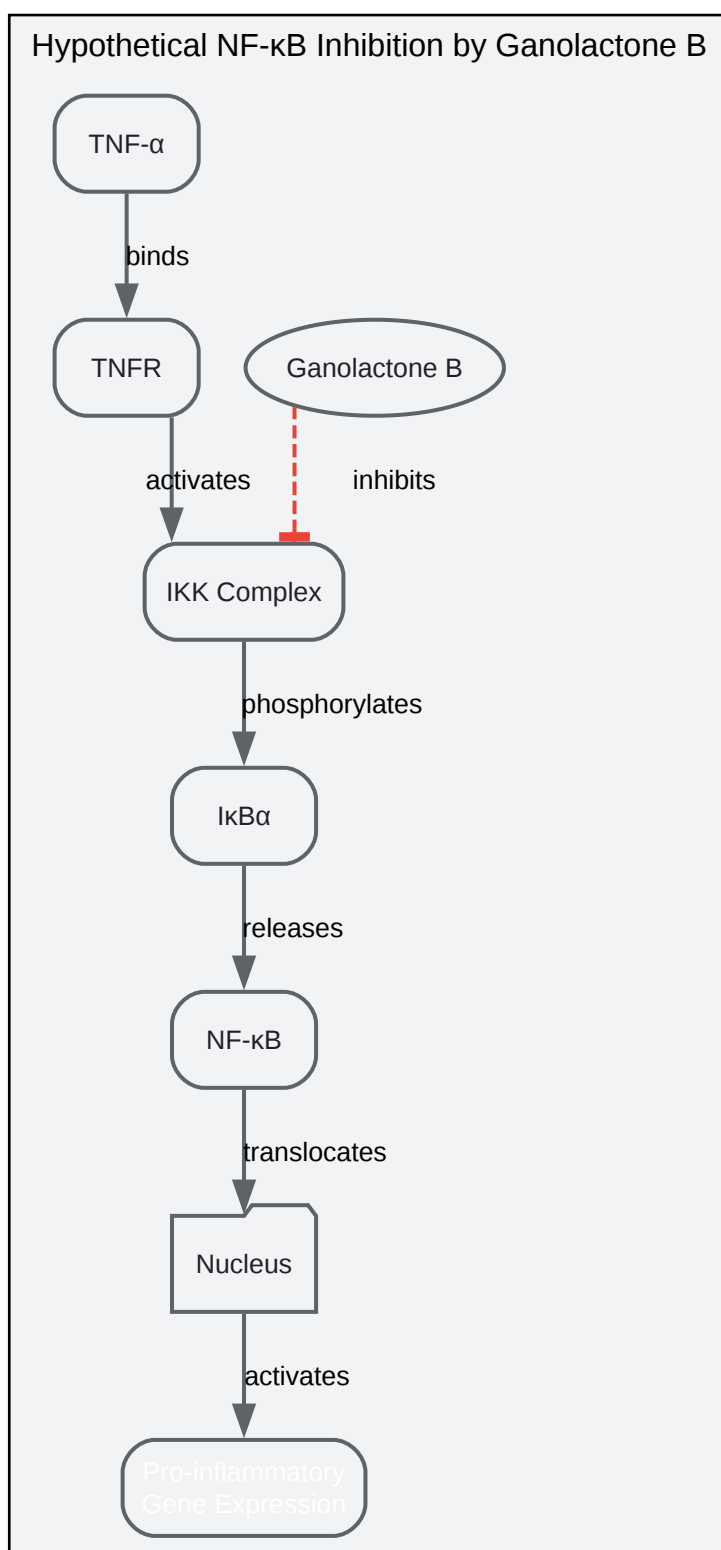 Hypothetical NF-κB Inhibition by Ganolactone B
TNF-α
binds
TNFR
Ganolactone B
activates
inhibits
IKK Complex
phosphorylates
IκBα
releases
NF-κB
translocates
Nucleus
activates
Pro-inflammatory
Gene Expression